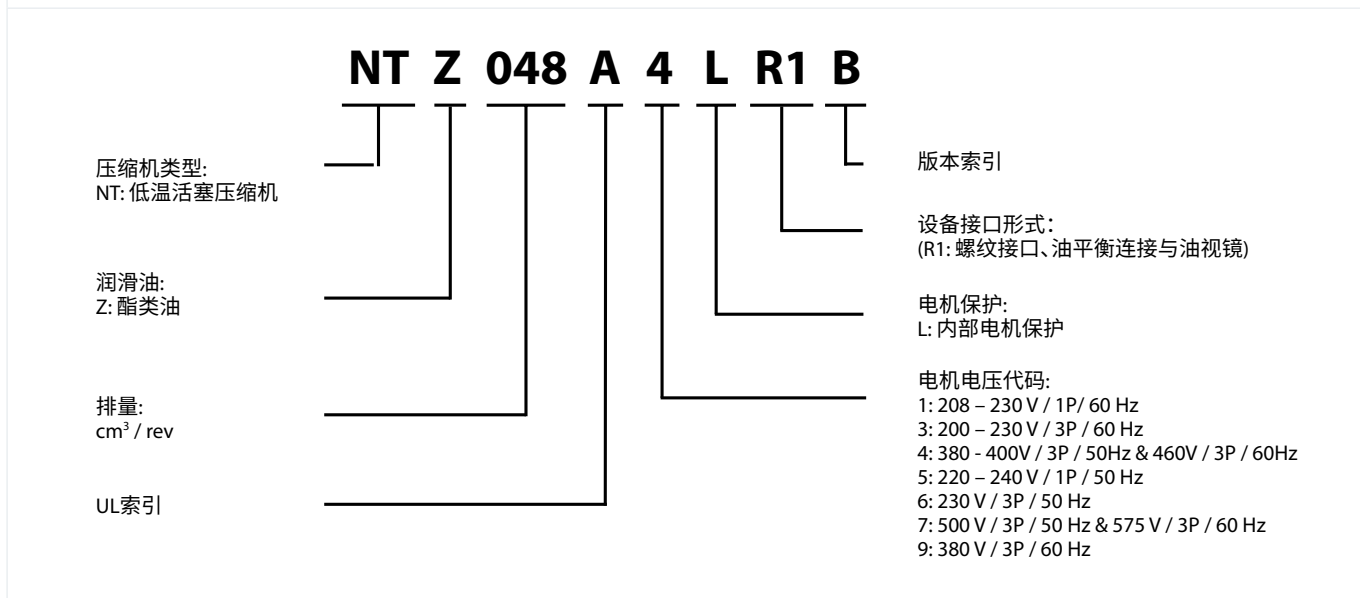 NT Z 048 A 4 L R1 B
压缩机类型:
NT: 低温活塞压缩机
润滑油:
Z: 酯类油
排量:
cm³ / rev
UL索引
版本索引
设备接口形式：
(R1: 螺纹接口、油平衡连接与油视镜)
电机保护:
L: 内部电机保护
电机电压代码:
1: 208 – 230 V / 1P/ 60 Hz
3: 200 – 230 V / 3P / 60 Hz
4: 380 - 400V / 3P / 50Hz & 460V / 3P / 60Hz
5: 220 – 240 V / 1P / 50 Hz
6: 230 V / 3P / 50 Hz
7: 500 V / 3P / 50 Hz & 575 V / 3P / 60 Hz
9: 380 V / 3P / 60 Hz